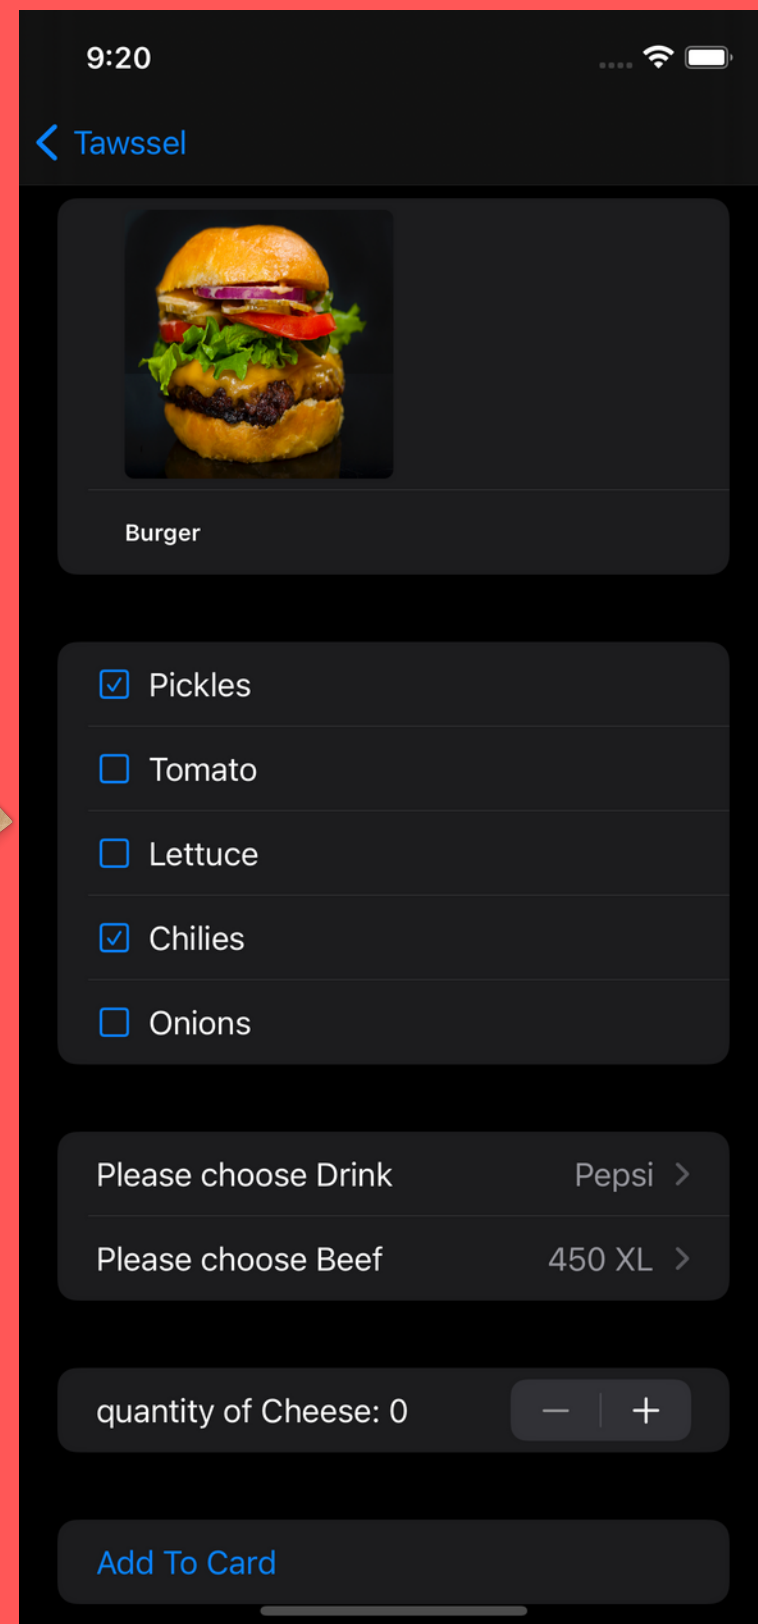 9:20
Tawssel
Burger
Pickles
Tomato
Lettuce
Chilies
Onions
Please choose Drink Pepsi
Please choose Beef 450 XL
quantity of Cheese: 0
Add To Card